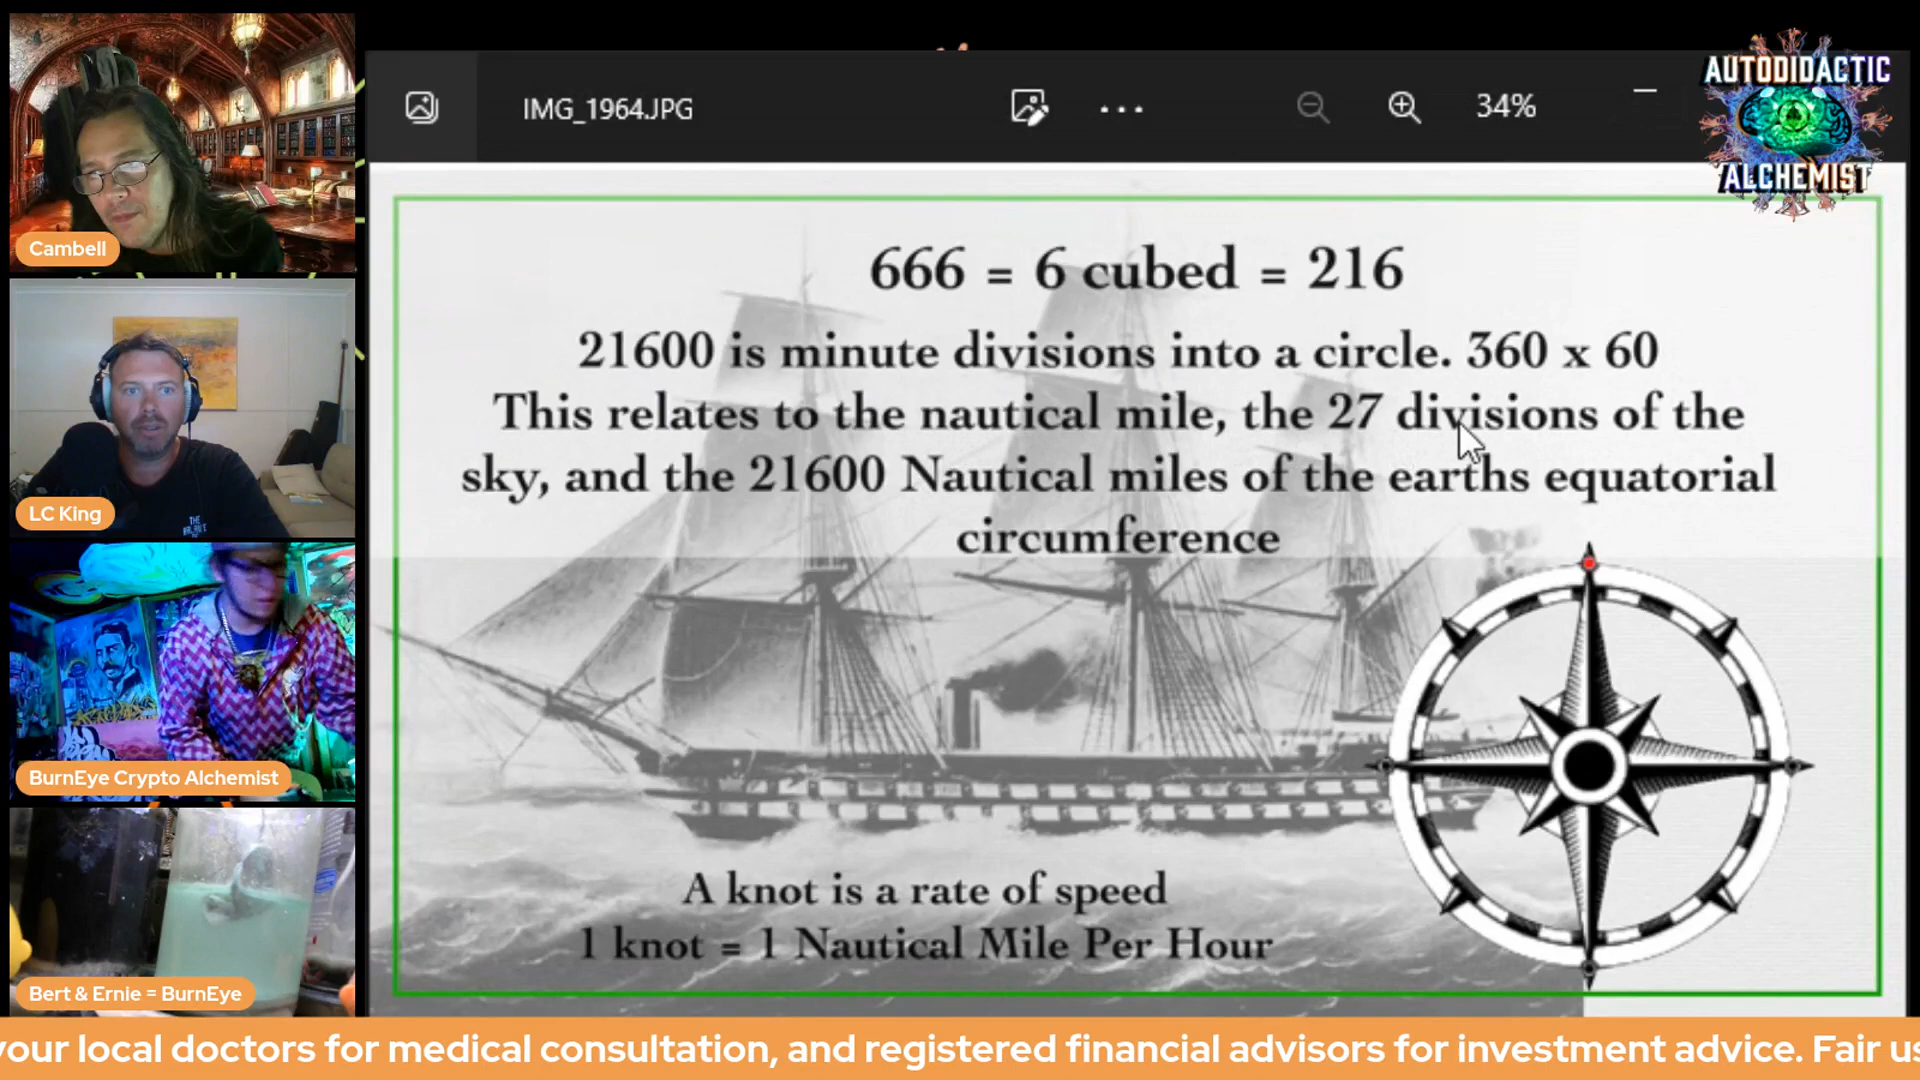 IMG_1964.JPG
34%
AUTODIDACTIC
ALCHEMIST
Cambell
LC King
BurnEye Crypto Alchemist
Bert & Ernie = BurnEye
666 = 6 cubed = 216
21600 is minute divisions into a circle. 360 x 60
This relates to the nautical mile, the 27 divisions of the
sky, and the 21600 Nautical miles of the earths equatorial
circumference
A knot is a rate of speed
1 knot = 1 Nautical Mile Per Hour
your local doctors for medical consultation, and registered financial advisors for investment advice. Fair us